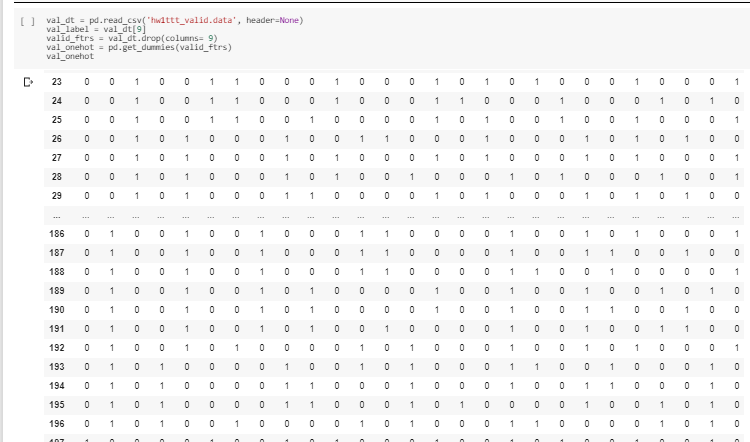 [ ] val_dt = pd.read_csv('hw1ttt_valid.data', header=None)
val_label = val_dt[9]
valid_ftrs = val_dt.drop(columns= 9)
val_onehot = pd.get_dummies(valid_ftrs)
val_onehot
23 0 0 1 0 0 1 1 0 0 0 1 0 0 0 1 0 1 0 1 0 0 0 1 0 0 0 1
24 0 0 1 0 0 1 1 0 0 0 1 0 0 0 1 1 0 0 0 1 0 0 0 1 0 1 0
25 0 0 1 0 0 1 1 0 0 1 0 0 0 0 1 0 1 0 0 1 0 0 1 0 0 0 1
26 0 0 1 0 1 0 0 0 1 0 0 1 1 0 0 0 1 0 0 0 1 0 1 0 1 0 0
27 0 0 1 0 1 0 0 0 1 0 1 0 0 0 1 0 1 0 0 0 1 0 1 0 0 0 1
28 0 0 1 0 1 0 0 0 1 0 1 0 0 1 0 0 0 1 0 1 0 0 0 1 0 0 1
29 0 0 1 0 1 0 0 0 1 1 0 0 0 0 1 0 1 0 0 0 1 0 1 0 1 0 0
... ... ... ... ... ... ... ... ... ... ... ... ... ... ... ... ... ... ... ... ... ... ... ... ... ... ... ...
186 0 1 0 0 1 0 0 1 0 0 0 1 1 0 0 0 0 1 0 0 1 0 1 0 0 0 1
187 0 1 0 0 1 0 0 1 0 0 0 1 1 0 0 0 0 1 0 0 1 1 0 0 1 0 0
188 0 1 0 0 1 0 0 1 0 0 0 1 1 0 0 0 0 1 1 0 0 1 0 0 0 0 1
189 0 1 0 0 1 0 0 1 0 1 0 0 0 0 1 0 0 1 0 0 1 0 0 1 0 1 0
190 0 1 0 0 1 0 0 1 0 1 0 0 0 0 1 0 0 1 0 0 1 1 0 0 1 0 0
191 0 1 0 0 1 0 0 1 0 1 0 0 1 0 0 0 0 1 0 1 0 0 0 1 1 0 0
192 0 1 0 0 1 0 1 0 0 0 0 1 0 1 0 0 0 1 0 0 1 0 1 0 0 0 1
193 0 1 0 1 0 0 0 0 1 0 0 1 0 1 0 0 0 1 1 0 0 1 0 0 0 1 0
194 0 1 0 1 0 0 0 0 1 1 0 0 0 1 0 0 0 1 0 0 1 1 0 0 0 1 0
195 0 1 0 1 0 0 0 0 1 1 0 0 0 1 0 1 0 0 0 0 1 0 0 1 0 1 0
196 0 1 0 1 0 0 1 0 0 0 0 1 0 1 0 0 0 1 1 0 0 0 0 1 0 1 0